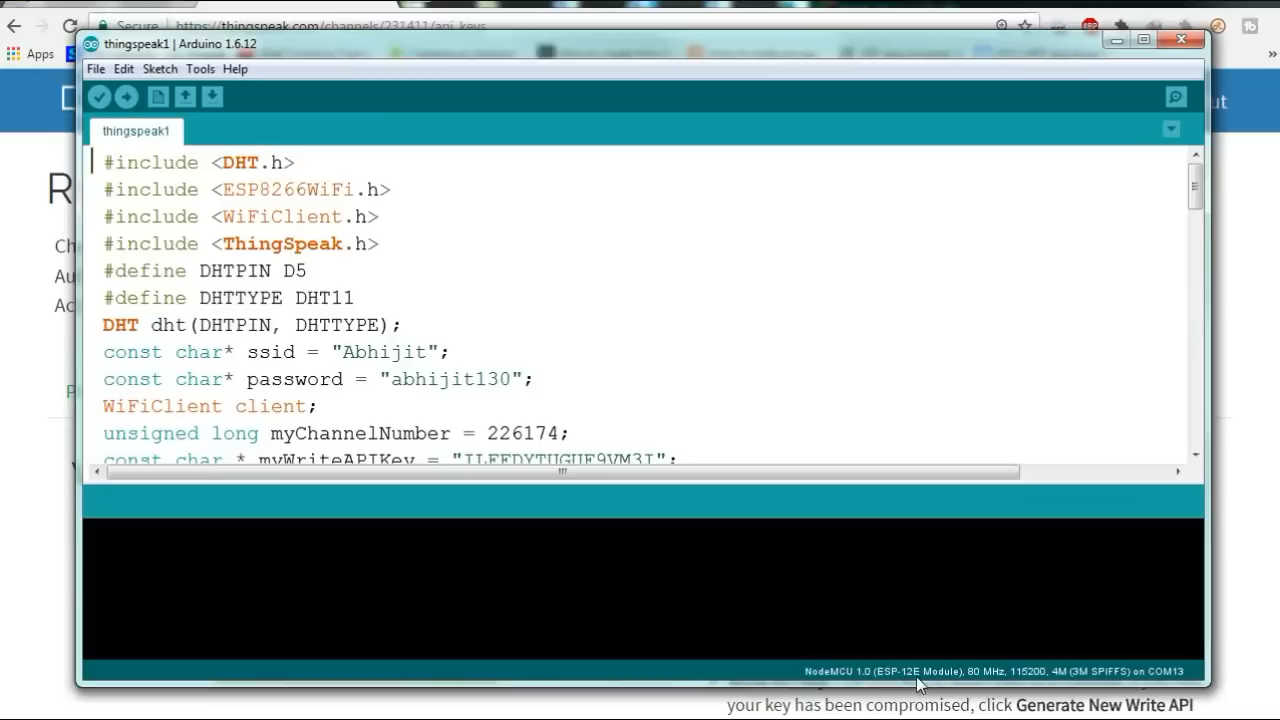 Secure https://thingspeak.com/channels/231411/api_keys
Apps
thingspeak1 | Arduino 1.6.12
File Edit Sketch Tools Help
thingspeak1
#include <DHT.h>
#include <ESP8266WiFi.h>
#include <WiFiClient.h>
#include <ThingSpeak.h>
#define DHTPIN D5
#define DHTTYPE DHT11
DHT dht(DHTPIN, DHTTYPE);
const char* ssid = "Abhijit";
const char* password = "abhijit130";
WiFiClient client;
unsigned long myChannelNumber = 226174;
const char * myWriteAPIKey =
NodeMCU 1.0 (ESP-12E Module), 80 MHz, 115200, 4M (3M SPIFFS) on COM13
your key has been compromised, click Generate New Write API